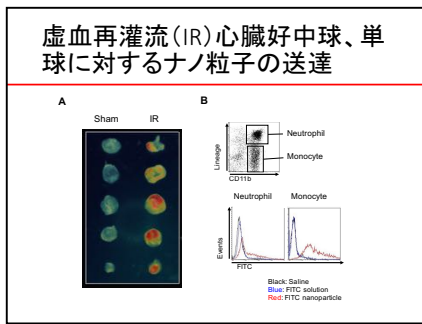 虚血再灌流(IR)心臓好中球、単
球に対するナノ粒子の送達
A
Sham
IR
B
Neutrophil
Monocyte
Lineage
CD11b
Neutrophil
Monocyte
Events
FITC
Black: Saline
Blue: FITC solution
Red: FITC nanoparticle